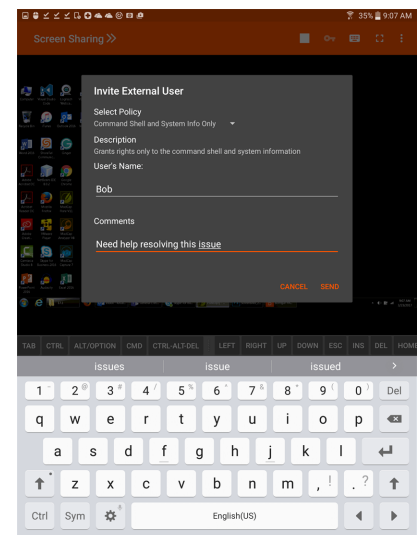 35% 9:07 AM
Screen Sharing
Invite External User
Select Policy
Command Shell and System Info Only
Description
Grants rights only to the command shell and system information
User's Name:
Bob
Comments
Need help resolving this issue
CANCEL SEND
TAB CTRL ALT/OPTION CMD CTRL-ALT-DEL LEFT RIGHT UP DOWN ESC INS DEL HOME
issues issue issued
1 - 2 @ 3 # 4 / 5 % 6 ^ 7 & 8 * 9 ( 0 ) Del
q w e r t y u i o p
a s d f g h j k l
z x c v b n m , ! . ?
Ctrl Sym English(US)